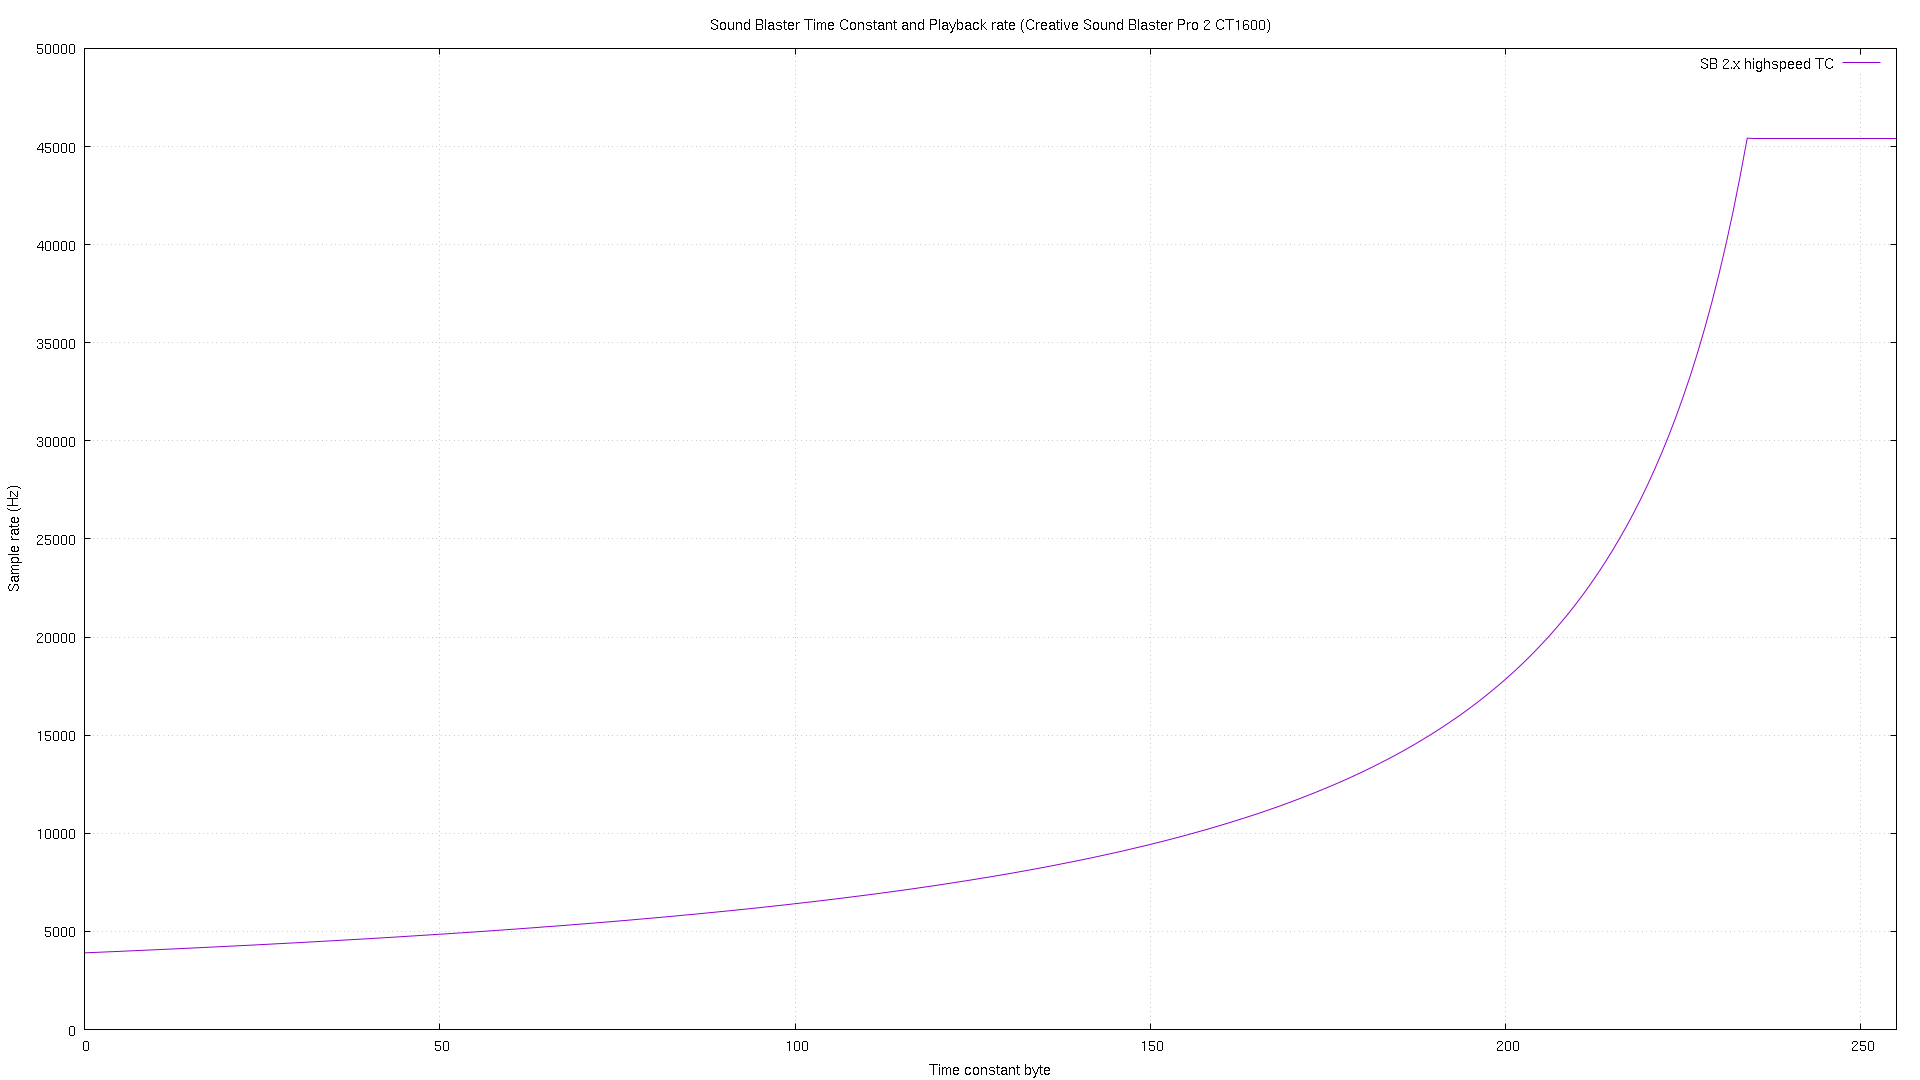 Sound Blaster Time Constant and Playback rate (Creative Sound Blaster Pro 2 CT1600)
SB 2.x highspeed TC
50000
45000
40000
35000
30000
25000
20000
15000
10000
5000
0
Sample rate (Hz)
0 50 100 150 200 250
Time constant byte